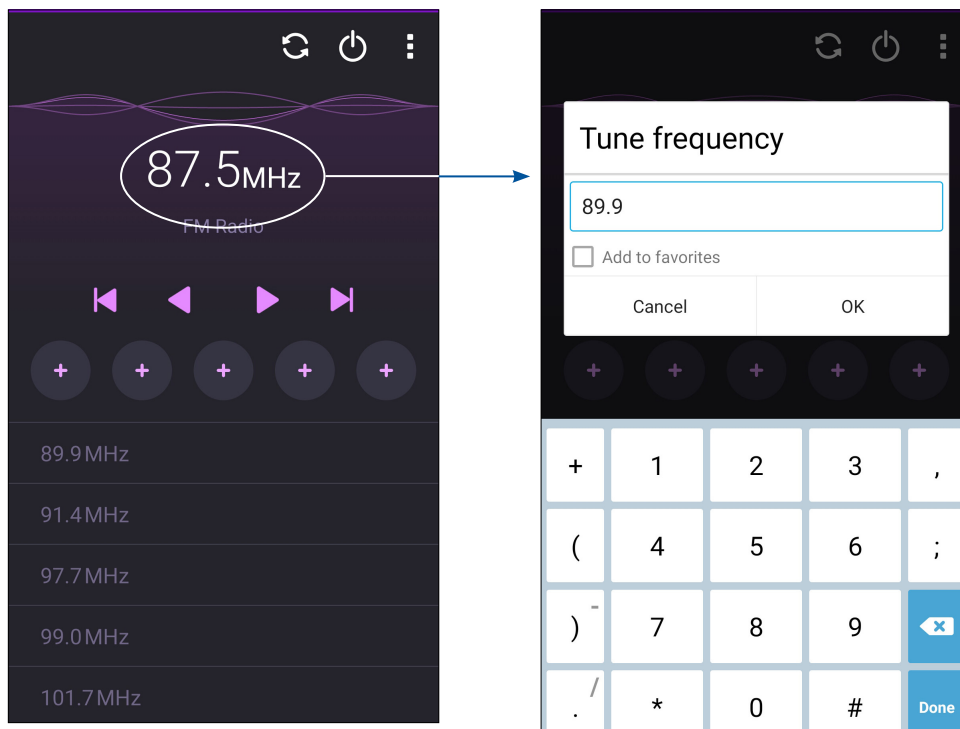 87.5MHz
FM Radio
+ + + + +
89.9MHz
91.4MHz
97.7MHz
99.0MHz
101.7MHz
Tune frequency
89.9
Add to favorites
Cancel OK
+ + + + +
+ 1 2 3 ,
( 4 5 6 ;
) - 7 8 9
. / * 0 # Done